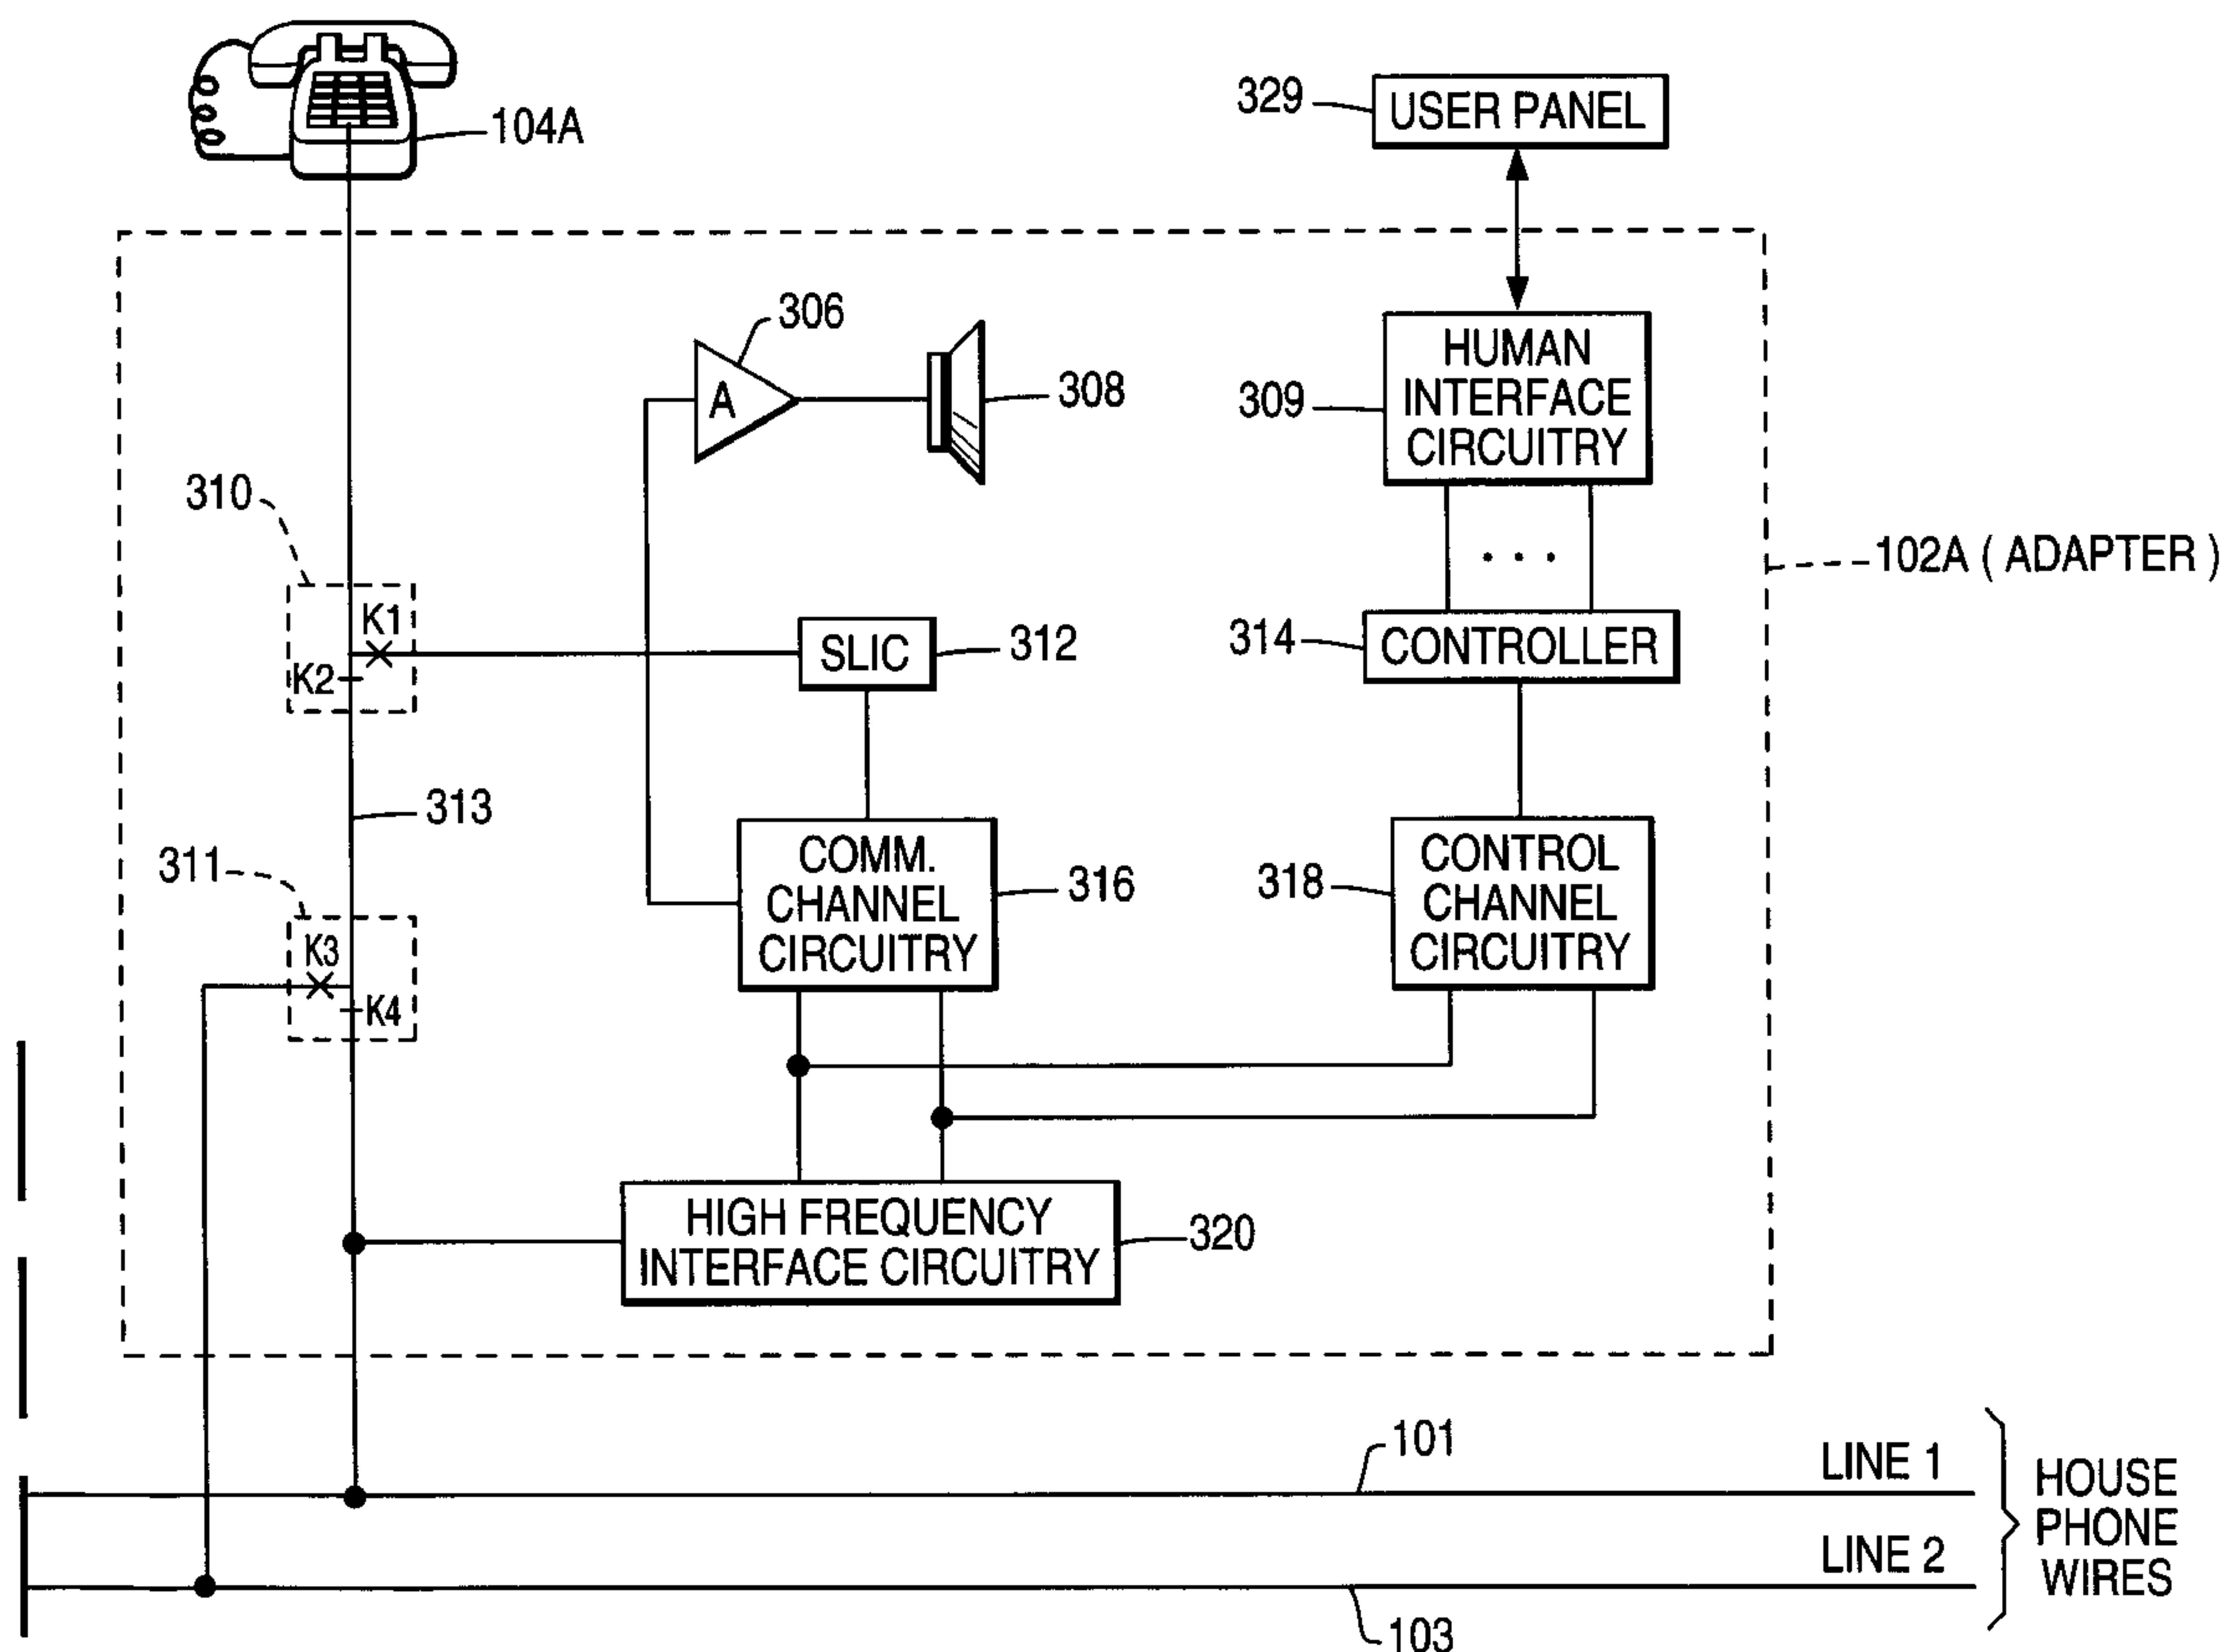 104A
329
USER PANEL
306
A
308
309
HUMAN
INTERFACE
CIRCUITRY
310
K1
K2
. . .
102A ( ADAPTER )
SLIC
312
314
CONTROLLER
313
311
K3
K4
COMM.
CHANNEL
CIRCUITRY
316
318
CONTROL
CHANNEL
CIRCUITRY
HIGH FREQUENCY
INTERFACE CIRCUITRY
320
101
LINE 1
LINE 2
103
HOUSE
PHONE
WIRES